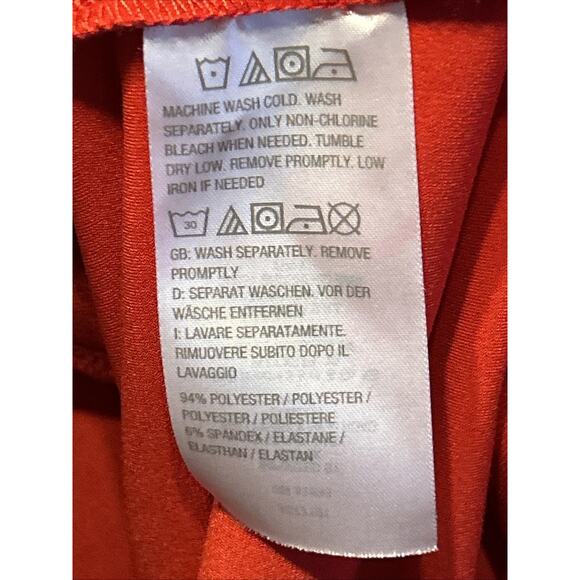 MACHINE WASH COLD. WASH
SEPARATELY. ONLY NON-CHLORINE
BLEACH WHEN NEEDED. TUMBLE
DRY LOW. REMOVE PROMPTLY. LOW
IRON IF NEEDED
30
GB: WASH SEPARATELY. REMOVE
PROMPTLY
D: SEPARAT WASCHEN. VOR DER
WÄSCHE ENTFERNEN
I: LAVARE SEPARATAMENTE.
RIMUOVERE SUBITO DOPO IL
LAVAGGIO
94% POLYESTER / POLYESTER /
POLYESTER / POLIESTERE
6% SPANDEX / ELASTANE /
ELASTHAN / ELASTAN